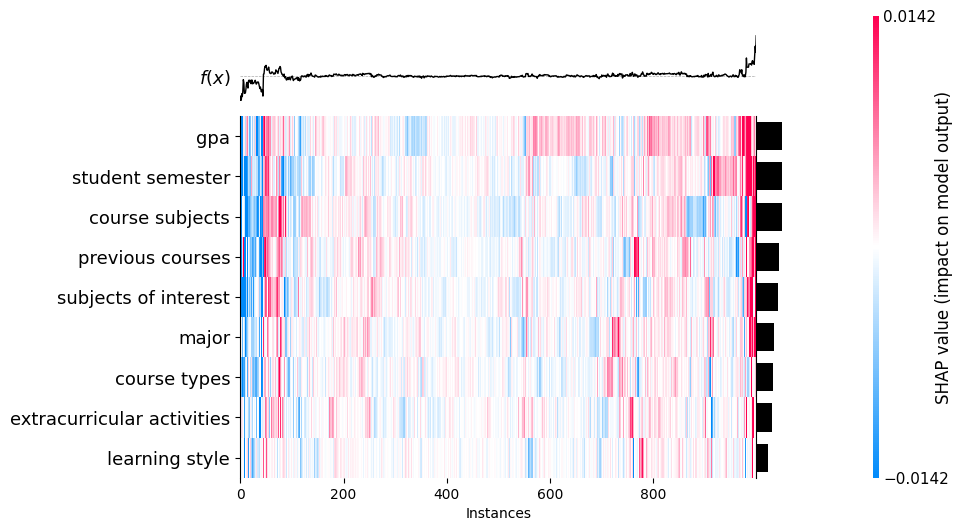 0.0142
f(x)
gpa
student semester
course subjects
previous courses
subjects of interest
major
course types
extracurricular activities
learning style
0 200 400 600 800
Instances
−0.0142
SHAP value (impact on model output)